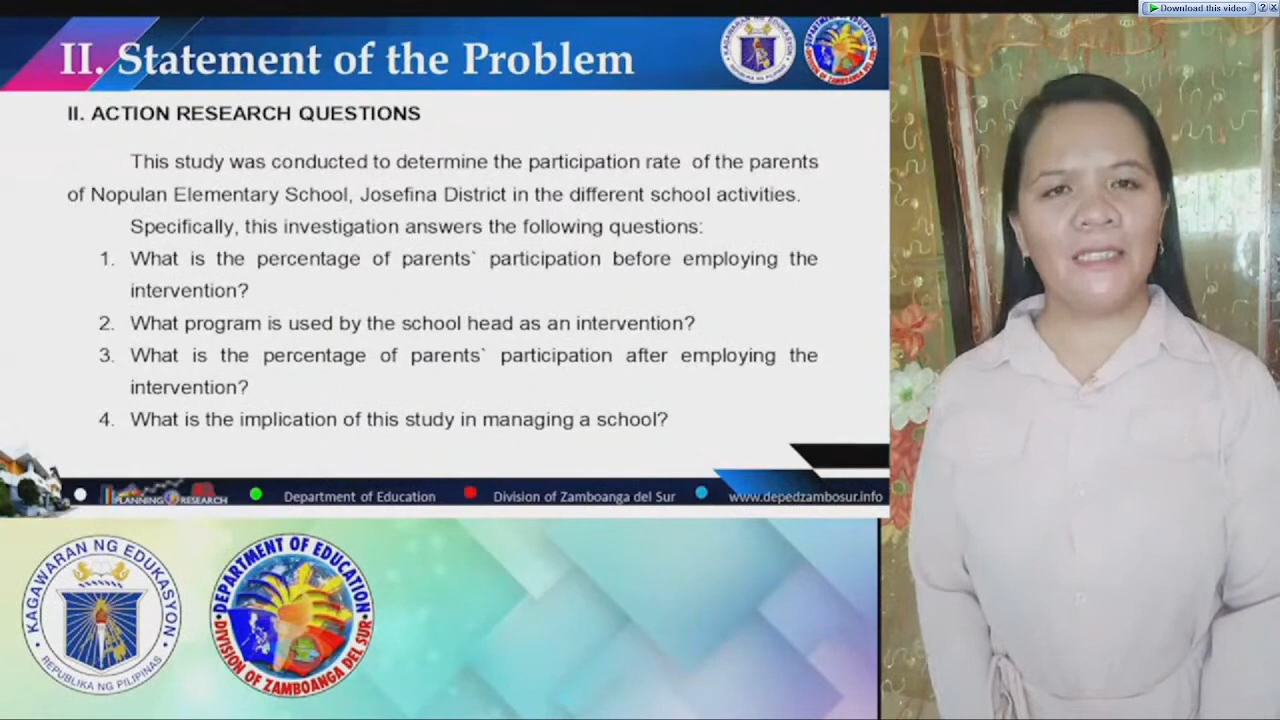 Download this video
II. Statement of the Problem
II. ACTION RESEARCH QUESTIONS
This study was conducted to determine the participation rate of the parents
of Nopulan Elementary School, Josefina District in the different school activities.
Specifically, this investigation answers the following questions:
1. What is the percentage of parents` participation before employing the
intervention?
2. What program is used by the school head as an intervention?
3. What is the percentage of parents` participation after employing the
intervention?
4. What is the implication of this study in managing a school?
PLANNING RESEARCH
Department of Education
Division of Zamboanga del Sur
www.depedzambosur.info
KAGAWARAN NG EDUKASYON
REPUBLIKA NG PILIPINAS
DEPARTMENT OF EDUCATION
DIVISION OF ZAMBOANGA DEL SUR